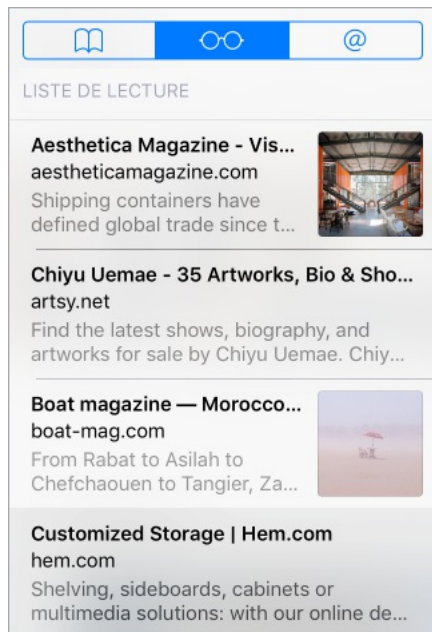 @
LISTE DE LECTURE
Aesthetica Magazine - Vis...
aestheticamagazine.com
Shipping containers have
defined global trade since t...
Chiyu Uemae - 35 Artworks, Bio & Sho...
artsy.net
Find the latest shows, biography, and
artworks for sale by Chiyu Uemae. Chiy...
Boat magazine — Morocco...
boat-mag.com
From Rabat to Asilah to
Chefchaouen to Tangier, Za...
Customized Storage | Hem.com
hem.com
Shelving, sideboards, cabinets or
multimedia solutions: with our online de...